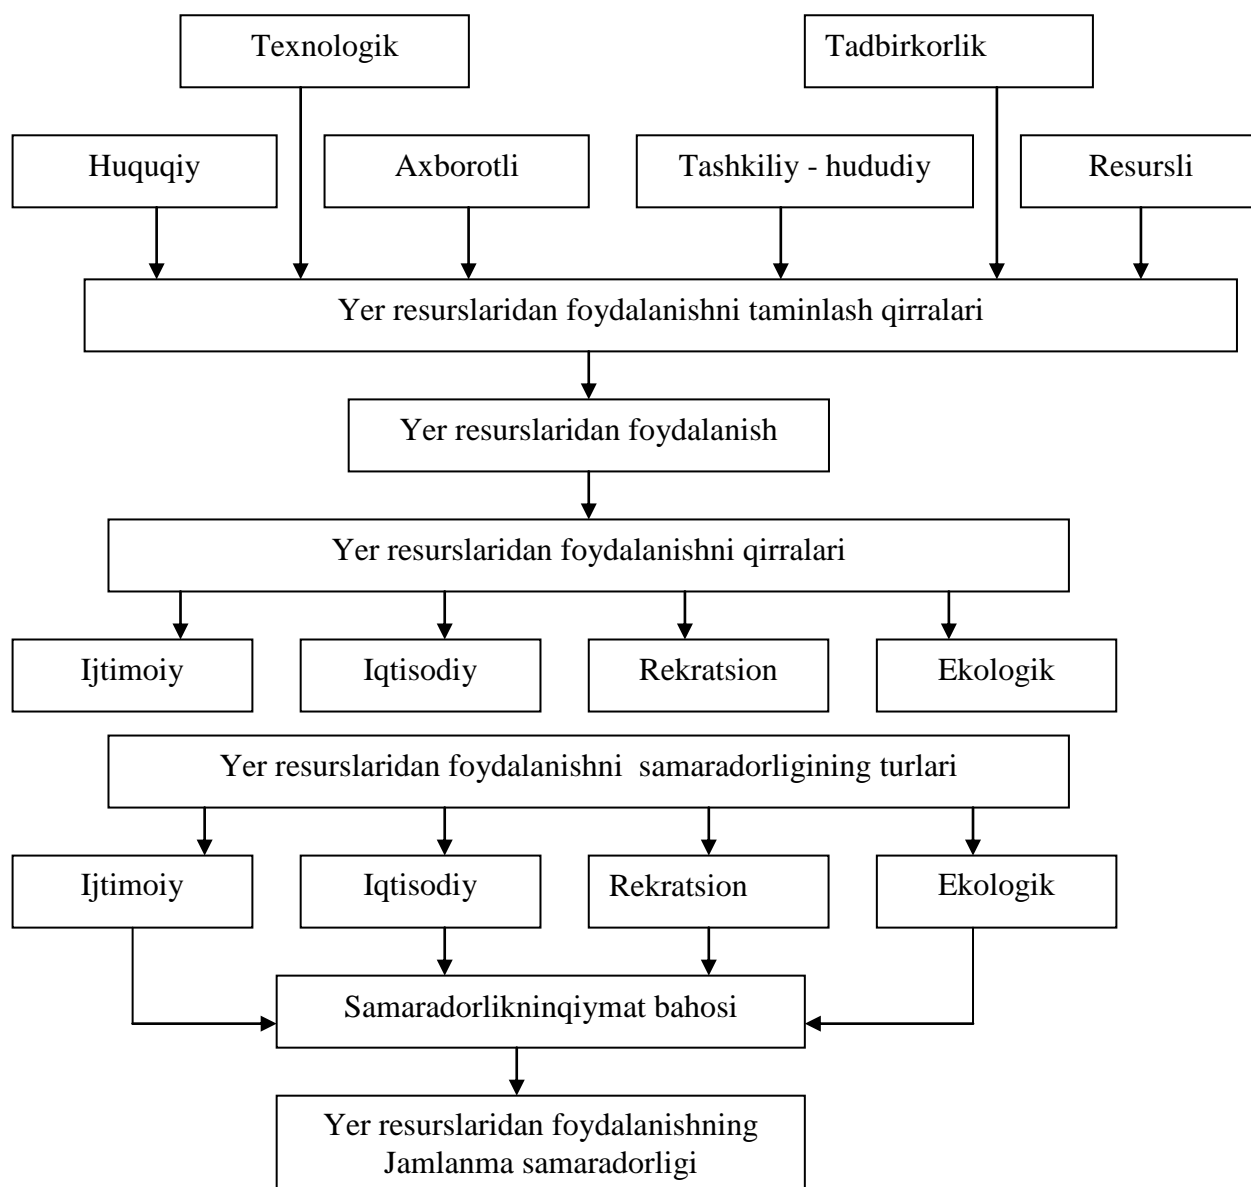 Texnologik
Tadbirkorlik
Huquqiy
Axborotli
Tashkiliy - hududiy
Resursli
Yer resurslaridan foydalanishni taminlash qirralari
Yer resurslaridan foydalanish
Yer resurslaridan foydalanishni qirralari
Ijtimoiy
Iqtisodiy
Rekratsion
Ekologik
Yer resurslaridan foydalanishni  samaradorligining turlari
Ijtimoiy
Iqtisodiy
Rekratsion
Ekologik
Samaradorlikninqiymat bahosi
Yer resurslaridan foydalanishning
Jamlanma samaradorligi